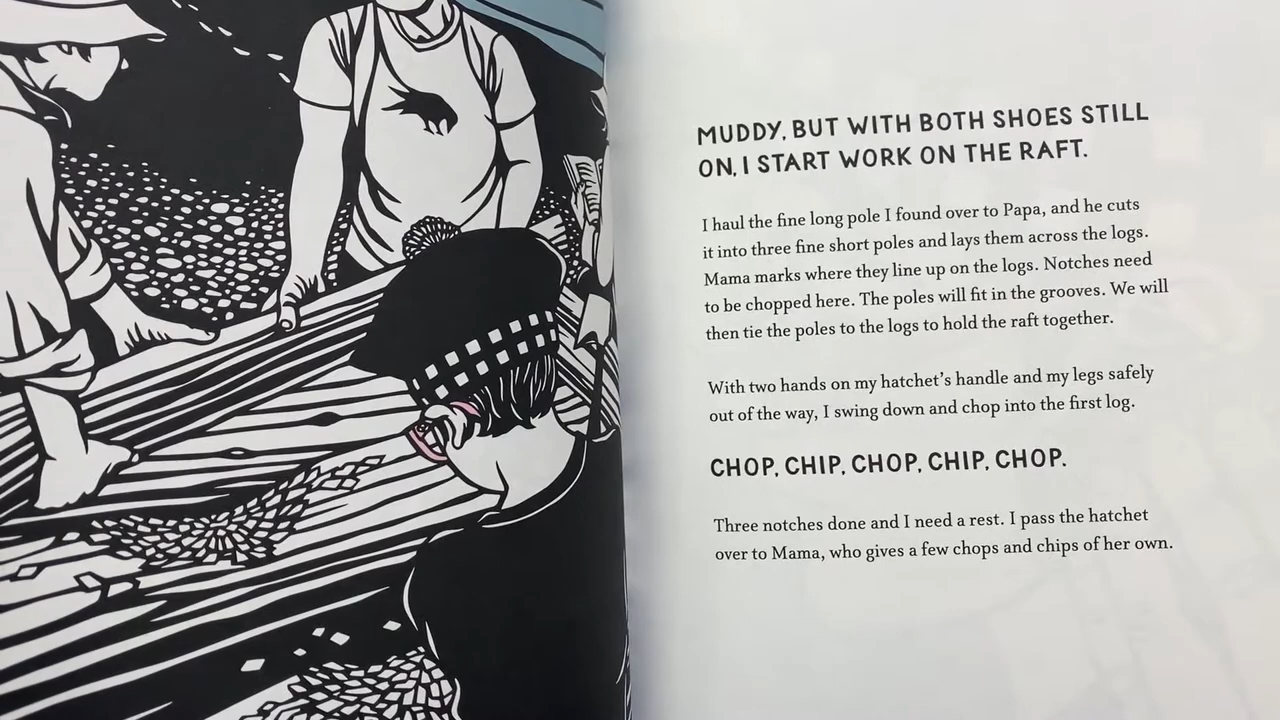 MUDDY, BUT WITH BOTH SHOES STILL
ON, I START WORK ON THE RAFT.
I haul the fine long pole I found over to Papa, and he cuts
it into three fine short poles and lays them across the logs.
Mama marks where they line up on the logs. Notches need
to be chopped here. The poles will fit in the grooves. We will
then tie the poles to the logs to hold the raft together.
With two hands on my hatchet’s handle and my legs safely
out of the way, I swing down and chop into the first log.
CHOP, CHIP, CHOP, CHIP, CHOP.
Three notches done and I need a rest. I pass the hatchet
over to Mama, who gives a few chops and chips of her own.